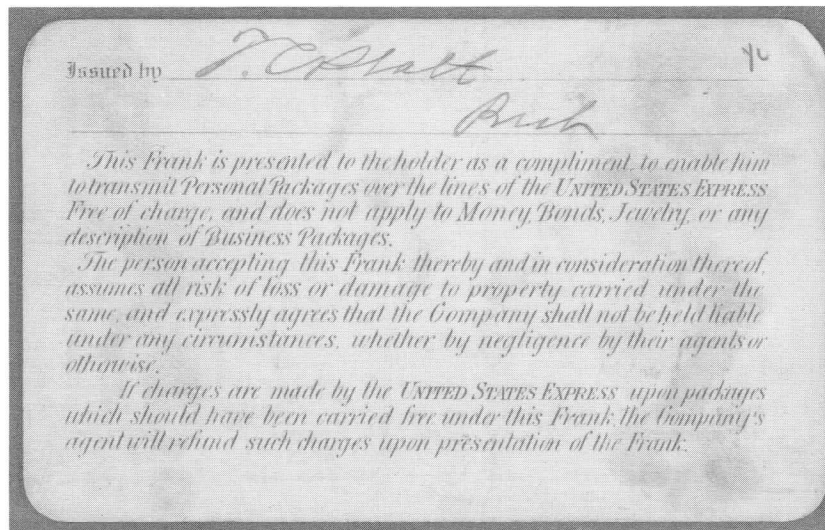 Issued by T. C. Platt
This Frank is presented to the holder as a compliment, to enable him
to transmit Personal Packages over the lines of the UNITED STATES EXPRESS
Free of charge, and does not apply to Money, Bonds, Jewelry, or any
description of Business Packages.
The person accepting this Frank thereby and in consideration thereof,
assumes all risk of loss or damage to property carried under the
same, and expressly agrees that the Company shall not be held liable
under any circumstances, whether by negligence by their agents or
otherwise.
If charges are made by the UNITED STATES EXPRESS upon packages
which should have been carried free under this Frank, the Company's
agent will refund such charges upon presentation of the Frank.